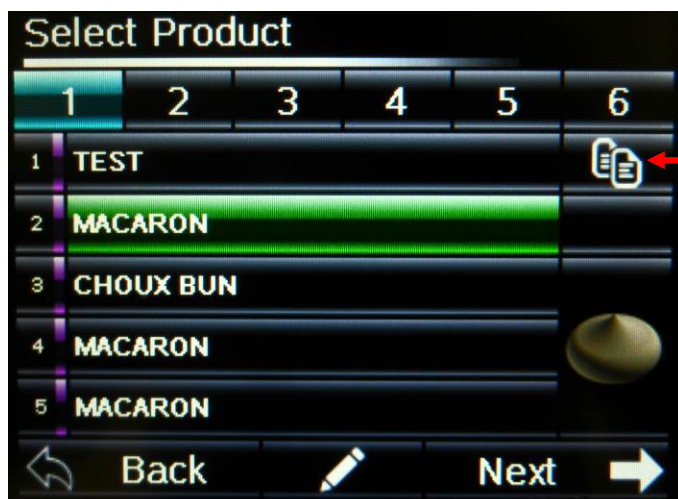 Select Product
1 2 3 4 5 6
1 TEST
2 MACARON
3 CHOUX BUN
4 MACARON
5 MACARON
Back Next